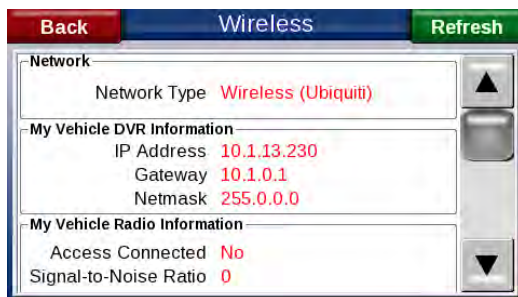 Back Wireless Refresh
Network
Network Type Wireless (Ubiquiti)
My Vehicle DVR Information
IP Address 10.1.13.230
Gateway 10.1.0.1
Netmask 255.0.0.0
My Vehicle Radio Information
Access Connected No
Signal-to-Noise Ratio 0